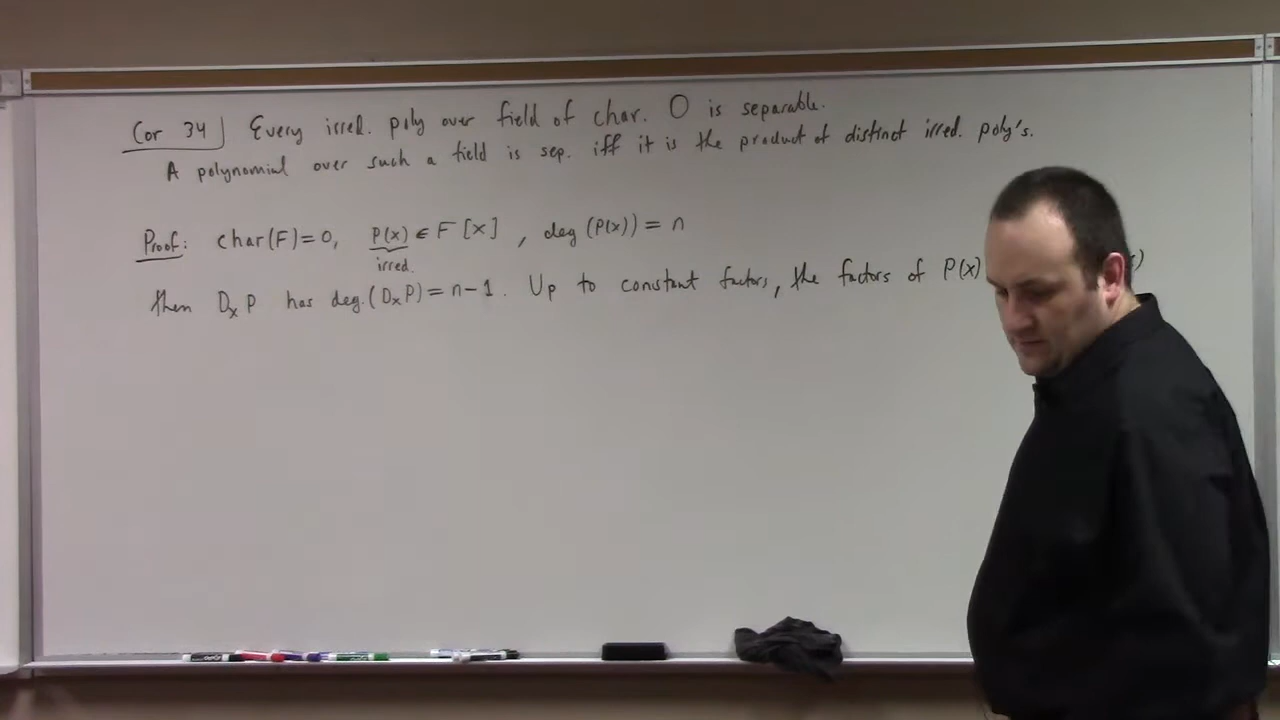 Cor 34 Every irred. poly over field of char. 0 is separable.
A polynomial over such a field is sep. iff it is the product of distinct irred. poly's.
Proof: char(F)=0, P(x) ∈ F[x], deg(P(x)) = n
irred.
then DₓP has deg.(DₓP) = n-1. Up to constant factors, the factors of P(x)